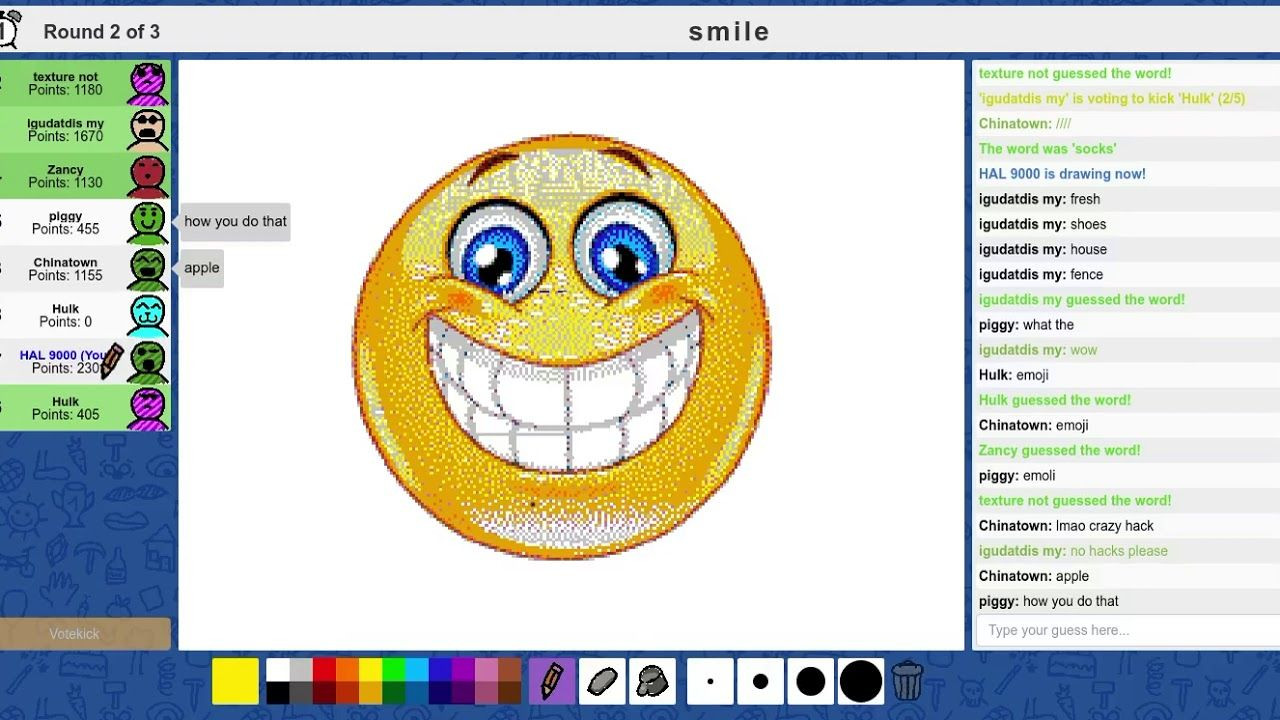 Round 2 of 3
smile
texture not
Points: 1180
Igudatdis my
Points: 1670
Zancy
Points: 1130
piggy
Points: 455
how you do that
Chinatown
Points: 1155
apple
Hulk
Points: 0
HAL 9000 (You
Points: 230
Hulk
Points: 405
Votekick
texture not guessed the word!
'igudatdis my' is voting to kick 'Hulk' (2/5)
Chinatown: ////
The word was 'socks'
HAL 9000 is drawing now!
igudatdis my: fresh
igudatdis my: shoes
igudatdis my: house
igudatdis my: fence
igudatdis my guessed the word!
piggy: what the
igudatdis my: wow
Hulk: emoji
Hulk guessed the word!
Chinatown: emoji
Zancy guessed the word!
piggy: emoli
texture not guessed the word!
Chinatown: lmao crazy hack
igudatdis my: no hacks please
Chinatown: apple
piggy: how you do that
Type your guess here...